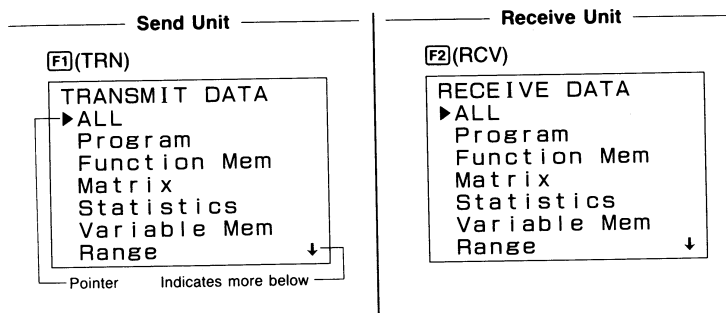 Send Unit
F1(TRN)
TRANSMIT DATA
▶ALL
Program
Function Mem
Matrix
Statistics
Variable Mem
Range ↓
Pointer Indicates more below
Receive Unit
F2(RCV)
RECEIVE DATA
▶ALL
Program
Function Mem
Matrix
Statistics
Variable Mem
Range ↓